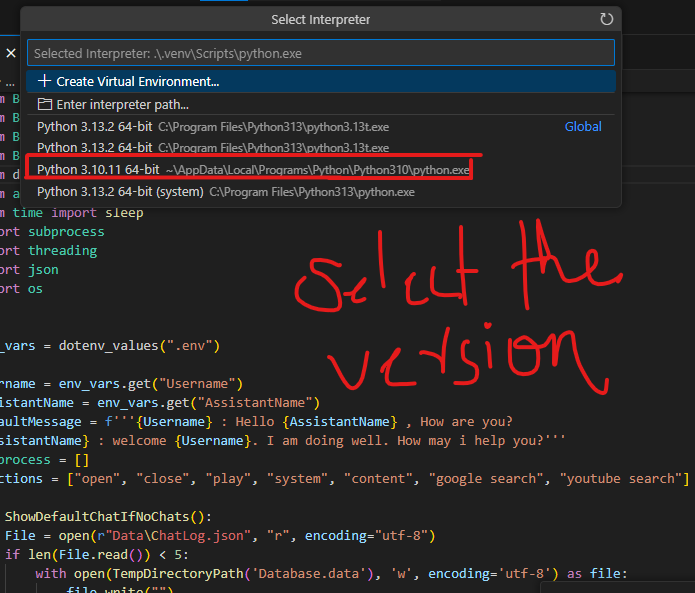 Select Interpreter
Selected Interpreter: .\.venv\Scripts\python.exe
+ Create Virtual Environment...
Enter interpreter path...
Python 3.13.2 64-bit C:\Program Files\Python313\python3.13t.exe Global
Python 3.13.2 64-bit C:\Program Files\Python313\python3.13t.exe
Python 3.10.11 64-bit ~\AppData\Local\Programs\Python\Python310\python.exe
Python 3.13.2 64-bit (system) C:\Program Files\Python313\python.exe
m time import sleep
ort subprocess
ort threading
ort json
ort os
Select the
version
_vars = dotenv_values(".env")
rname = env_vars.get("Username")
istantName = env_vars.get("AssistantName")
aultMessage = f'''{Username} : Hello {AssistantName} , How are you?
sistantName} : welcome {Username}. I am doing well. How may i help you?'''
process = []
ctions = ["open", "close", "play", "system", "content", "google search", "youtube search"]
ShowDefaultChatIfNoChats():
File = open(r"Data\ChatLog.json", "r", encoding="utf-8")
if len(File.read()) < 5:
with open(TempDirectoryPath('Database.data'), 'w', encoding='utf-8') as file:
file.write("")